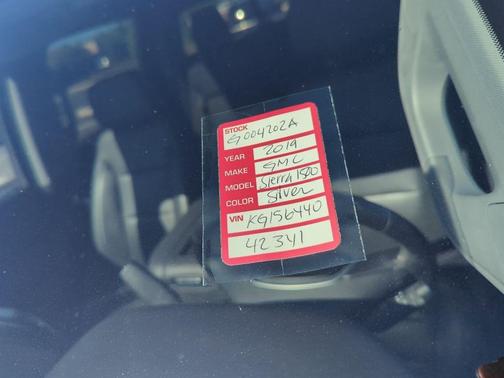 STOCK
G004202A
YEAR 2019
MAKE GMC
MODEL Sierra 1500
COLOR Silver
VIN KG156440
42341